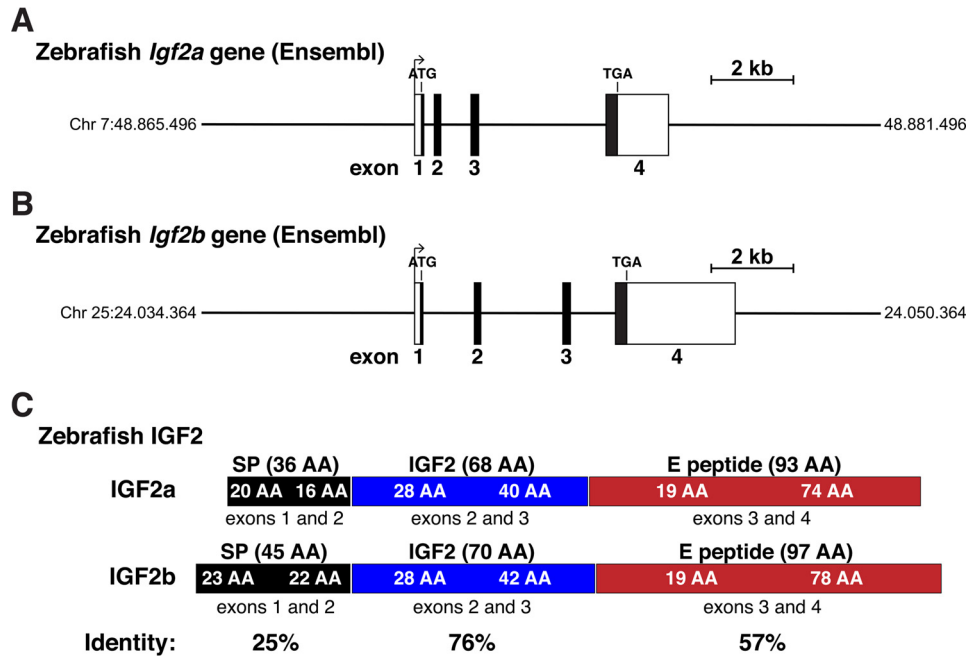 A
Zebrafish Igf2a gene (Ensembl)
ATG
TGA
2 kb
Chr 7:48.865.496
48.881.496
exon 1 2 3 4
B
Zebrafish Igf2b gene (Ensembl)
ATG
TGA
2 kb
Chr 25:24.034.364
24.050.364
exon 1 2 3 4
C
Zebrafish IGF2
SP (36 AA) IGF2 (68 AA) E peptide (93 AA)
IGF2a 20 AA 16 AA 28 AA 40 AA 19 AA 74 AA
exons 1 and 2 exons 2 and 3 exons 3 and 4
SP (45 AA) IGF2 (70 AA) E peptide (97 AA)
IGF2b 23 AA 22 AA 28 AA 42 AA 19 AA 78 AA
exons 1 and 2 exons 2 and 3 exons 3 and 4
Identity: 25% 76% 57%